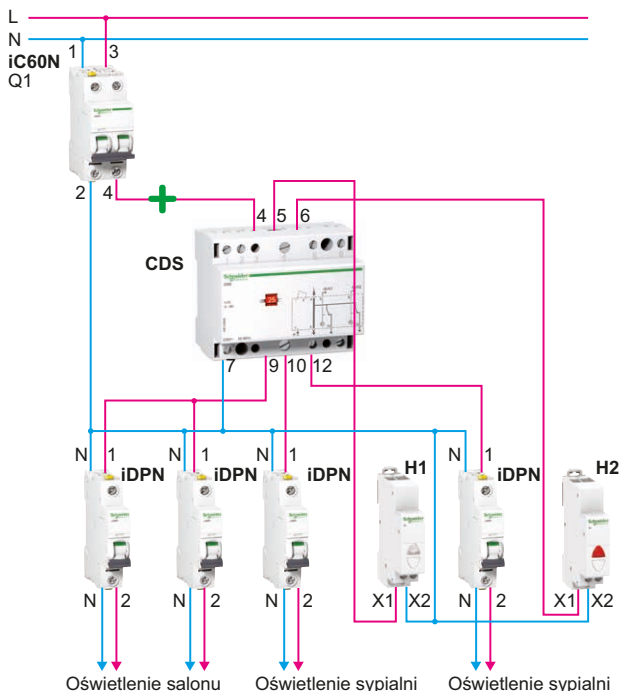 L
N
1 3
iC60N
Q1
2 4
4 5 6
CDS
Schneider
25
7 9 10 12
N 1 N 1 N 1 N 1
iDPN iDPN iDPN H1 iDPN H2
N 2 N 2 N 2 X1 X2 N 2 X1 X2
Oświetlenie salonu Oświetlenie sypialni Oświetlenie sypialni